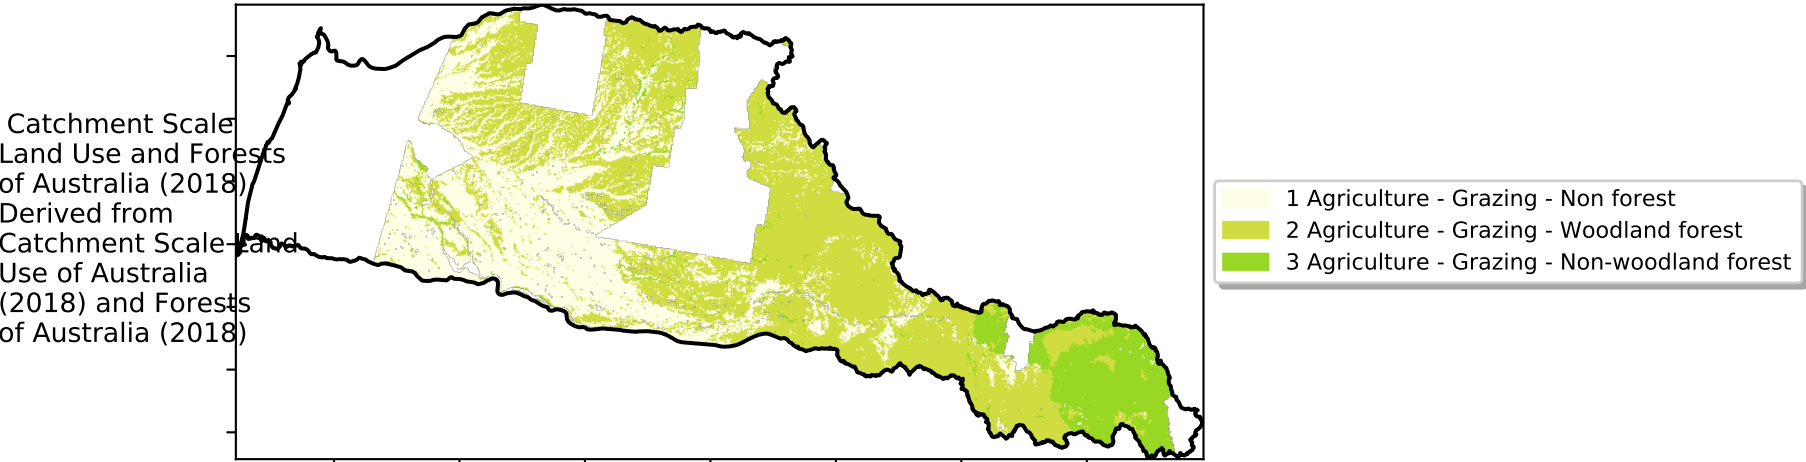 Catchment Scale
Land Use and Forests
of Australia (2018)
Derived from
Catchment Scale Land
Use of Australia
(2018) and Forests
of Australia (2018)
1 Agriculture - Grazing - Non forest
2 Agriculture - Grazing - Woodland forest
3 Agriculture - Grazing - Non-woodland forest